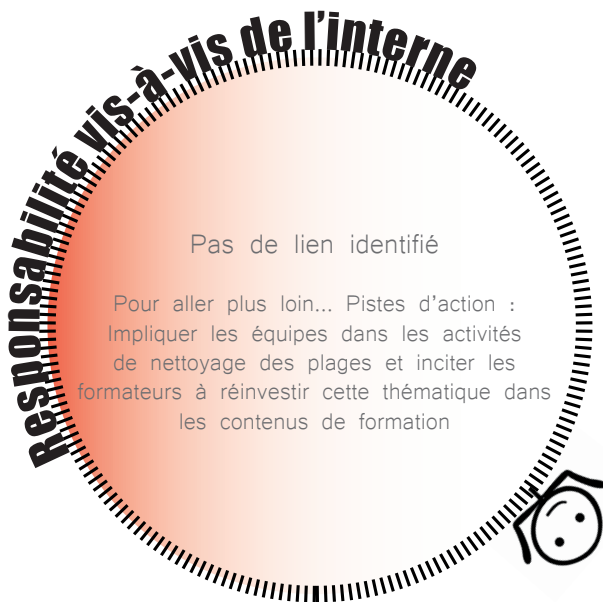 Responsabilité vis-à-vis de l’interne
Pas de lien identifié
Pour aller plus loin... Pistes d’action :
Impliquer les équipes dans les activités
de nettoyage des plages et inciter les
formateurs à réinvestir cette thématique dans
les contenus de formation